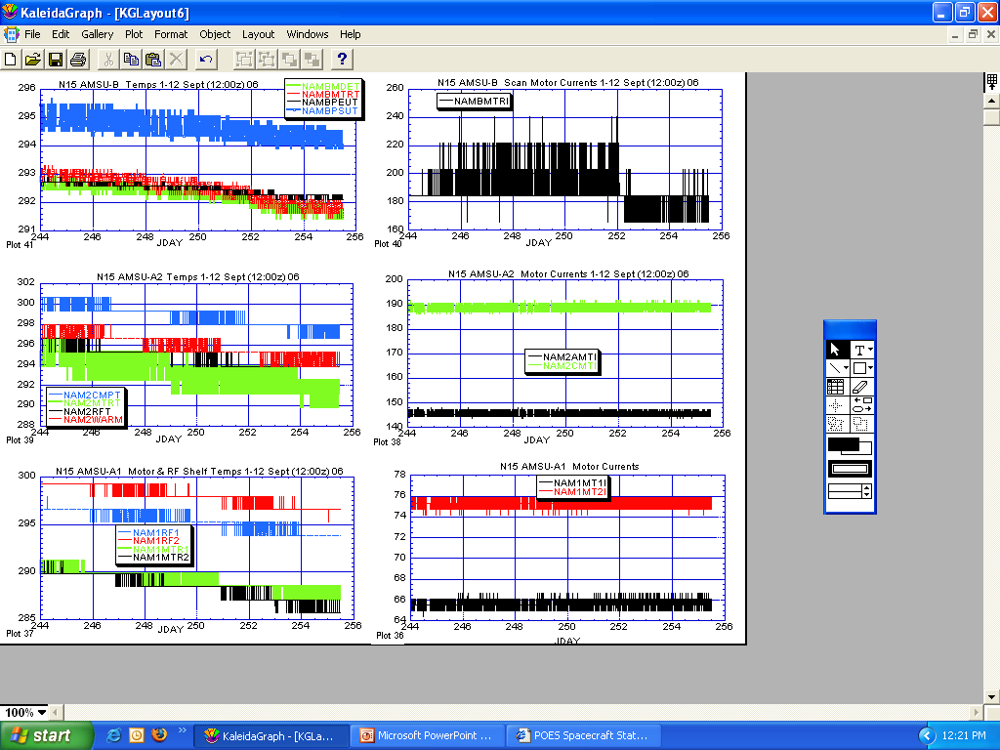 KaleidaGraph - [KGLayout6]
File Edit Gallery Plot Format Object Layout Windows Help
N15 AMSU-B Temps 1-12 Sept (12:00z) 06
NAMBMDET
NAMBMTRT
NAMBPEUT
NAMBPSUT
296
295
294
293
292
291
244 246 248 250 252 254 256
JDAY
Plot 41
N15 AMSU-B Scan Motor Currents 1-12 Sept (12:00z) 06
NAMBMTRI
260
240
220
200
180
160
244 246 248 250 252 254 256
JDAY
Plot 40
N15 AMSU-A2 Temps 1-12 Sept (12:00z) 06
302
300
298
296
294
292
290
288
NAM2CMPT
NAM2MTRT
NAM2RFT
NAM2WARM
244 246 248 250 252 254 256
JDAY
Plot 39
N15 AMSU-A2 Motor Currents 1-12 Sept (12:00z) 06
200
190
180
170
160
150
140
NAM2AMTI
NAM2CMTI
244 246 248 250 252 254 256
JDAY
Plot 38
N15 AMSU-A1 Motor & RF Shelf Temps 1-12 Sept (12:00z) 06
300
295
290
285
NAM1RF1
NAM1RF2
NAM1MTR1
NAM1MTR2
244 246 248 250 252 254 256
JDAY
Plot 37
N15 AMSU-A1 Motor Currents
78
76
74
72
70
68
66
64
NAM1MT1I
NAM1MT2I
244 246 248 250 252 254 256
JDAY
Plot 36
T
100%
start
KaleidaGraph - [KGLa...
Microsoft PowerPoint ...
POES Spacecraft Stat...
12:21 PM